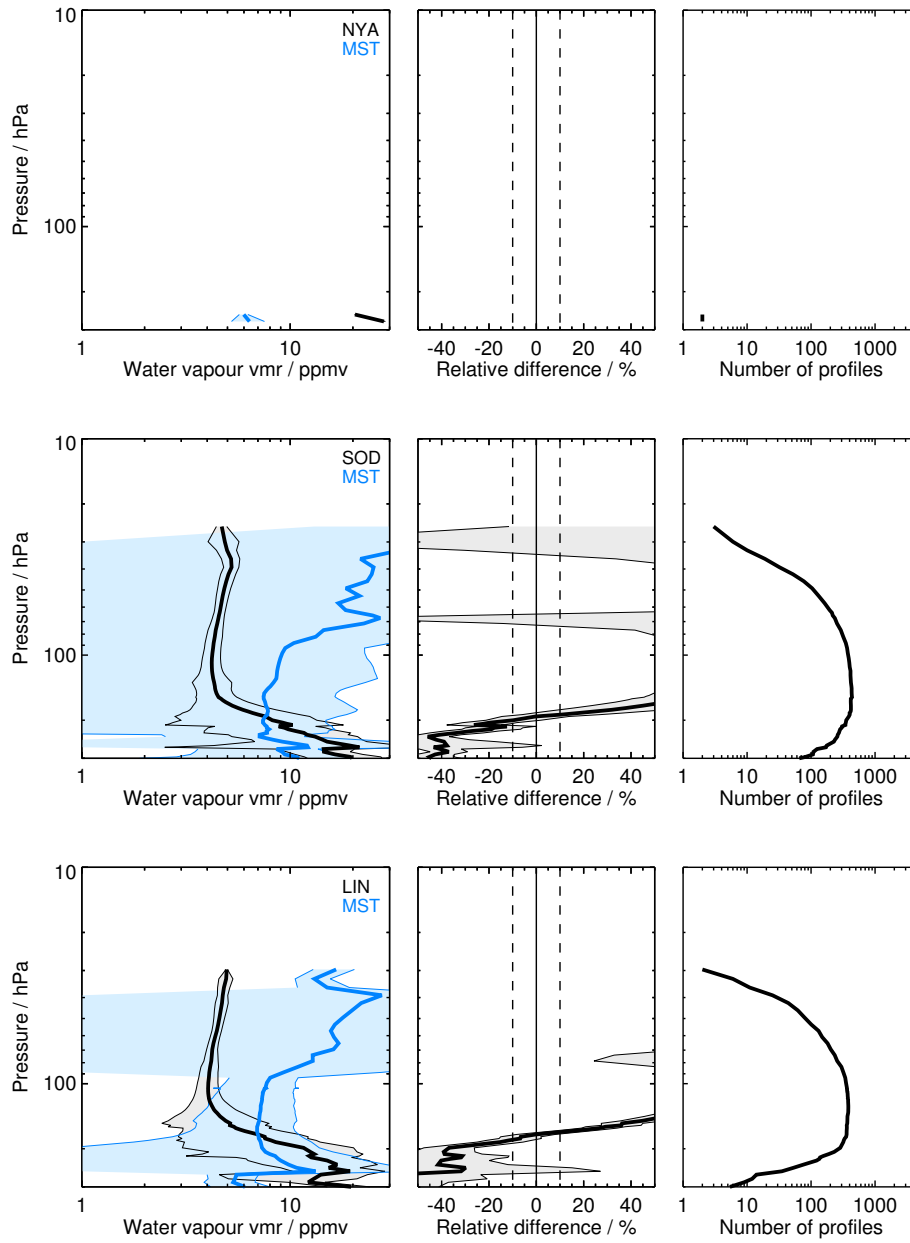 10
NYA
MST
Pressure / hPa
100
1 10
-40 -20 0 20 40
1 10 100 1000
Water vapour vmr / ppmv
Relative difference / %
Number of profiles
10
SOD
MST
Pressure / hPa
100
1 10
-40 -20 0 20 40
1 10 100 1000
Water vapour vmr / ppmv
Relative difference / %
Number of profiles
10
LIN
MST
Pressure / hPa
100
1 10
-40 -20 0 20 40
1 10 100 1000
Water vapour vmr / ppmv
Relative difference / %
Number of profiles